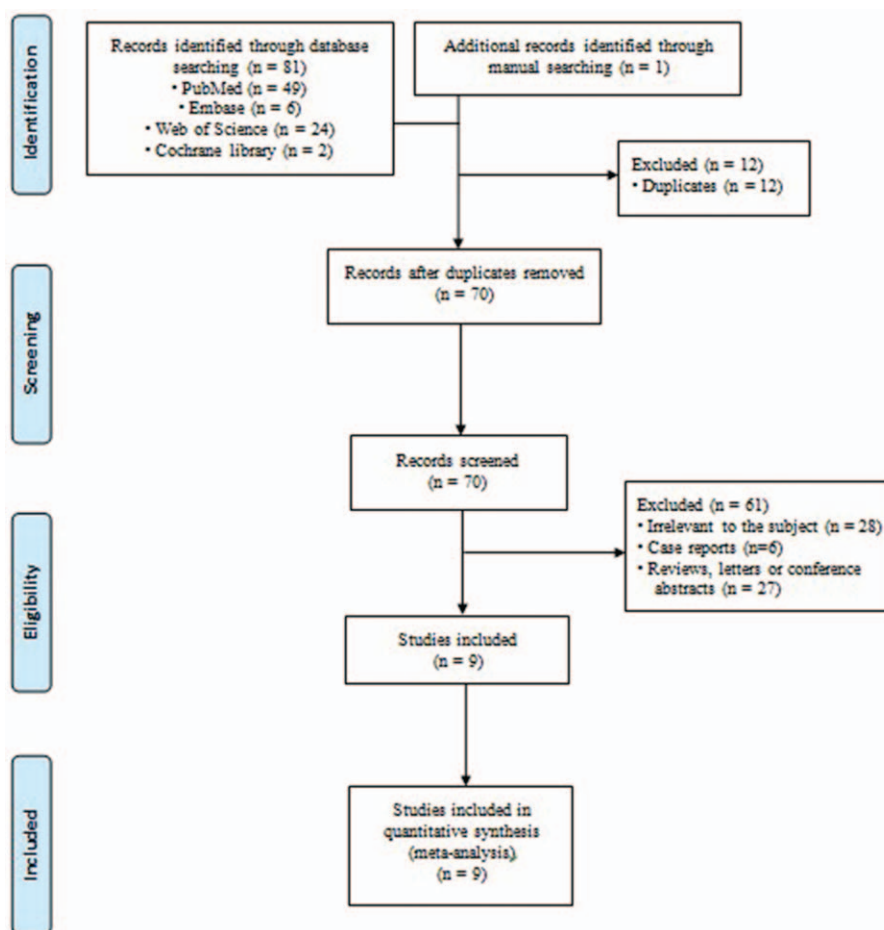 Identification
Records identified through database
searching (n = 81)
• PubMed (n = 49)
• Embase (n = 6)
• Web of Science (n = 24)
• Cochrane library (n = 2)
Additional records identified through
manual searching (n = 1)
Excluded (n = 12)
• Duplicates (n = 12)
Screening
Records after duplicates removed
(n = 70)
Records screened
(n = 70)
Excluded (n = 61)
• Irrelevant to the subject (n = 28)
• Case reports (n=6)
• Reviews, letters or conference
abstracts (n = 27)
Eligibility
Studies included
(n = 9)
Included
Studies included in
quantitative synthesis
(meta-analysis)
(n = 9)